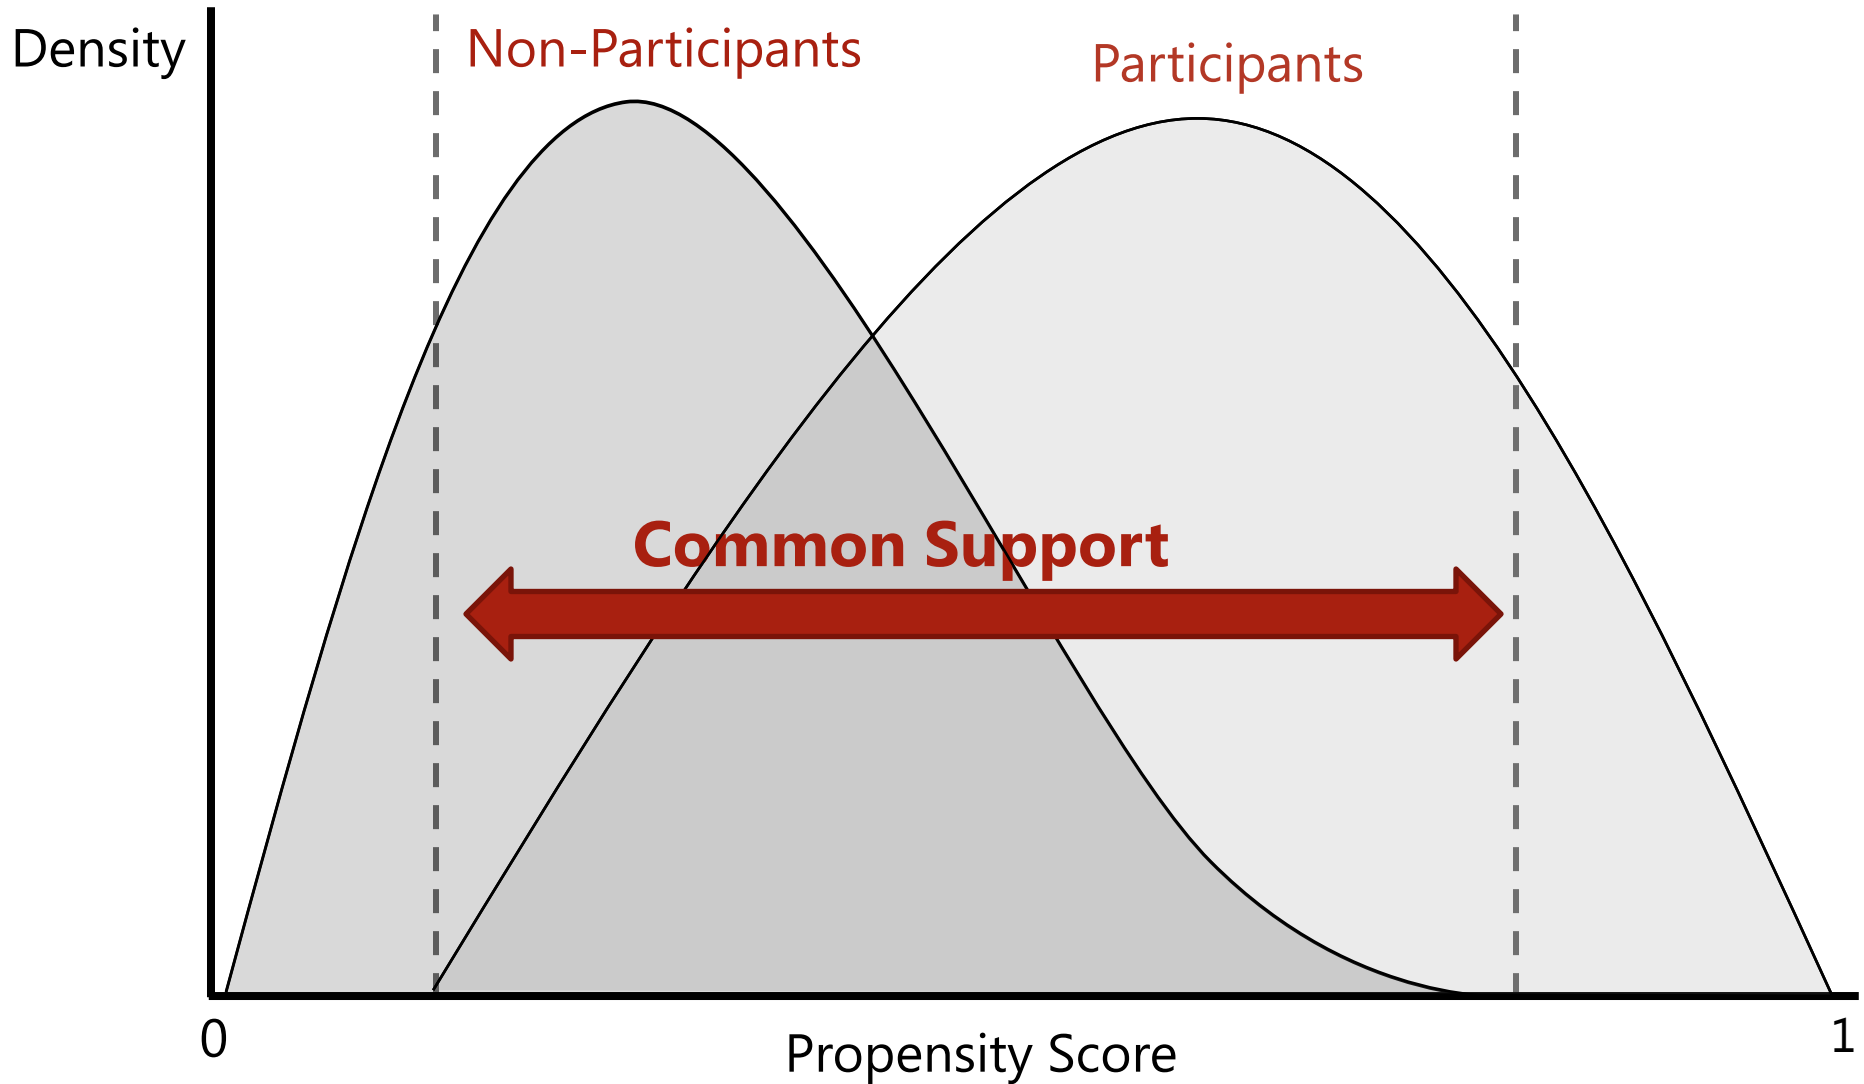 Density
Non-Participants
Participants
Common Support
0
Propensity Score
1